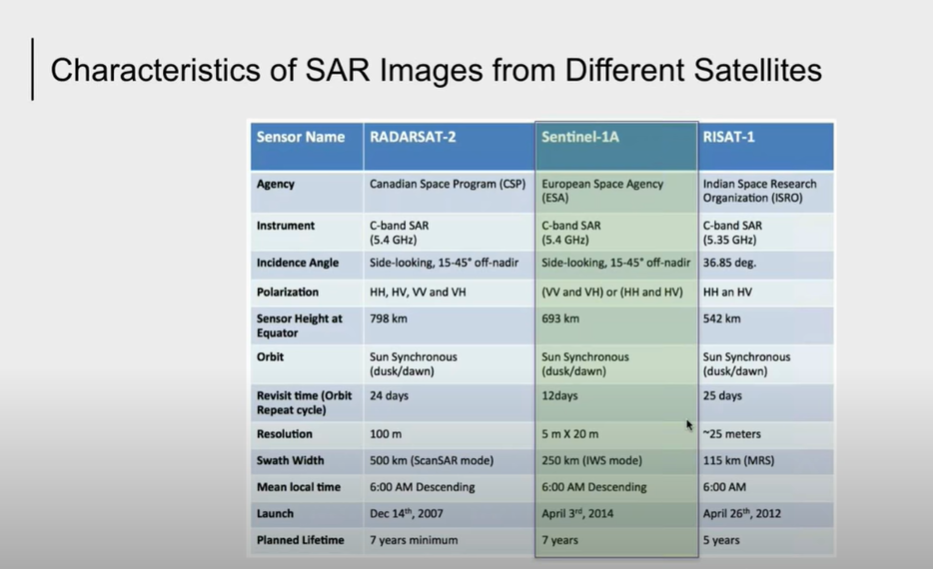 Characteristics of SAR Images from Different Satellites
Sensor Name RADARSAT-2 Sentinel-1A RISAT-1
Agency Canadian Space Program (CSP) European Space Agency (ESA) Indian Space Research Organization (ISRO)
Instrument C-band SAR (5.4 GHz) C-band SAR (5.4 GHz) C-band SAR (5.35 GHz)
Incidence Angle Side-looking, 15-45° off-nadir Side-looking, 15-45° off-nadir 36.85 deg.
Polarization HH, HV, VV and VH (VV and VH) or (HH and HV) HH an HV
Sensor Height at Equator 798 km 693 km 542 km
Orbit Sun Synchronous (dusk/dawn) Sun Synchronous (dusk/dawn) Sun Synchronous (dusk/dawn)
Revisit time (Orbit Repeat cycle) 24 days 12days 25 days
Resolution 100 m 5 m X 20 m ~25 meters
Swath Width 500 km (ScanSAR mode) 250 km (IWS mode) 115 km (MRS)
Mean local time 6:00 AM Descending 6:00 AM Descending 6:00 AM
Launch Dec 14th, 2007 April 3rd, 2014 April 26th, 2012
Planned Lifetime 7 years minimum 7 years 5 years